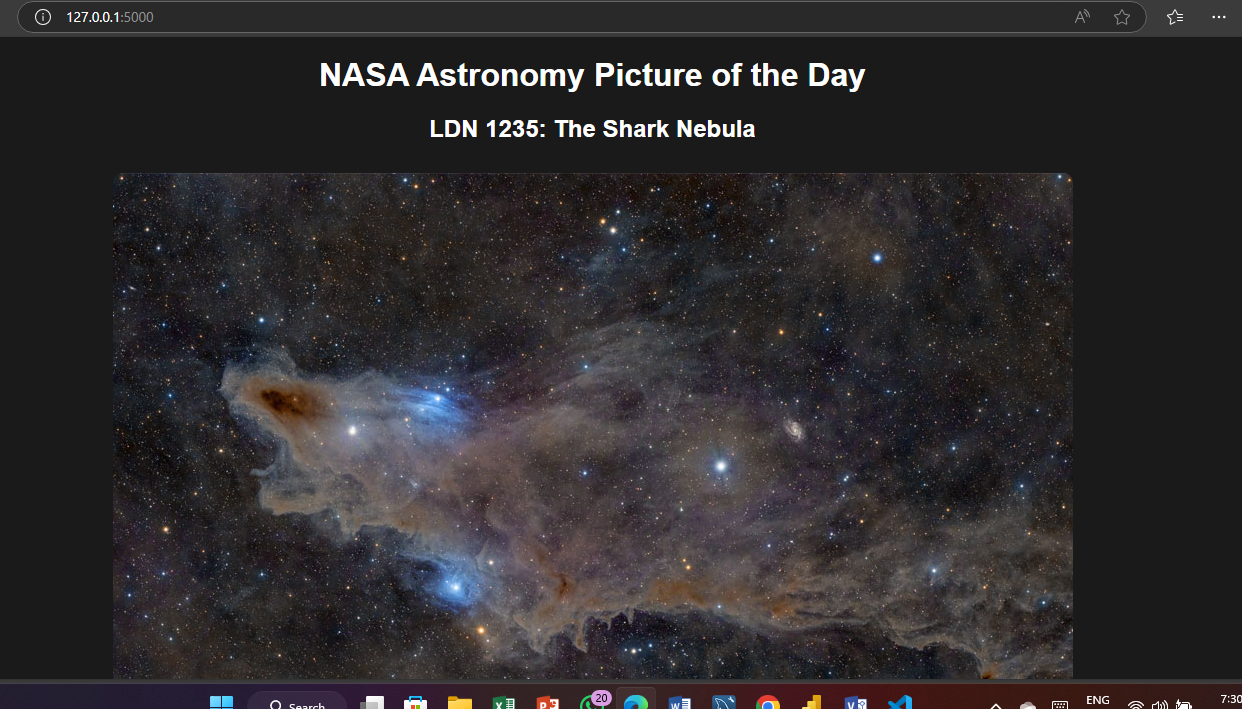 127.0.0.1:5000
NASA Astronomy Picture of the Day
LDN 1235: The Shark Nebula
20
Search
ENG
7:30